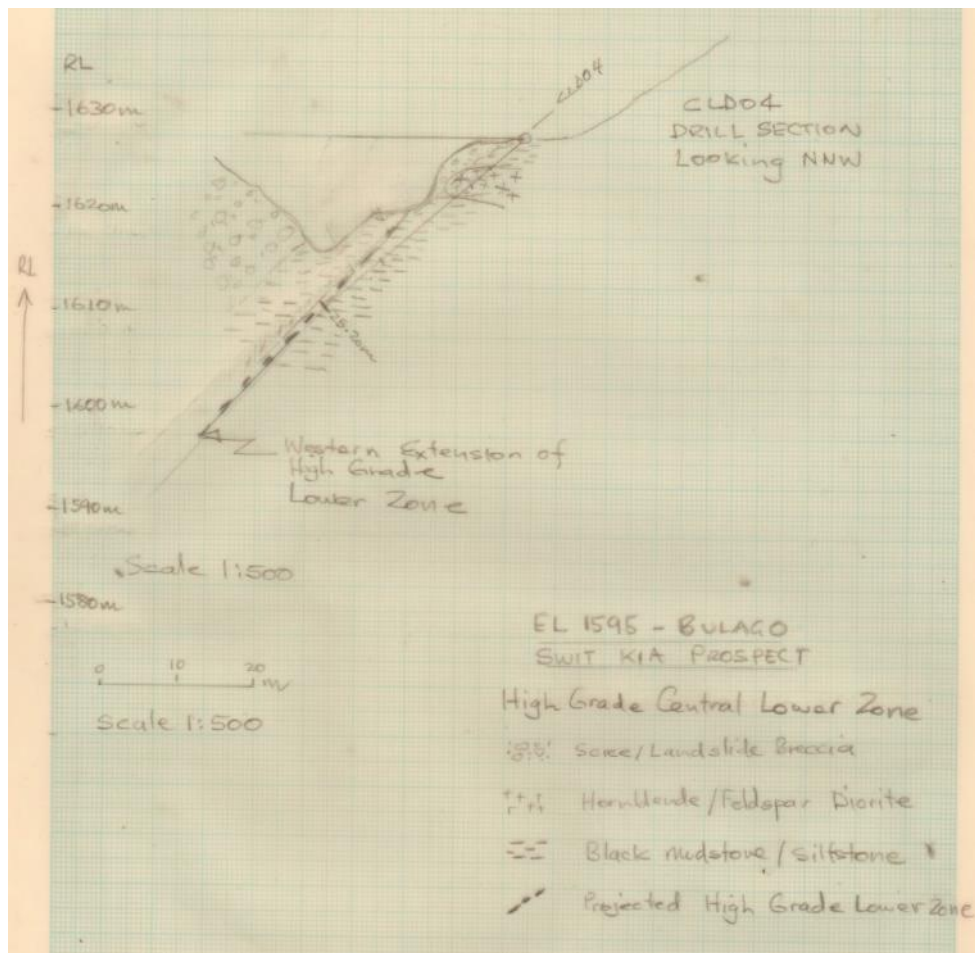 RL
1630m
1620m
RL
1610m
1600m
1590m
1580m
CLD04
CLD04
DRILL SECTION
Looking NNW
26.20m
Western Extension of
High Grade
Lower Zone
Scale 1:500
0 10 20 m
Scale 1:500
EL 1595 - BULAGO
SWIT KIA PROSPECT
High Grade Central Lower Zone
Scree/Landslide Breccia
Hornblende/Feldspar Diorite
Black mudstone/siltstone
Projected High Grade Lower Zone